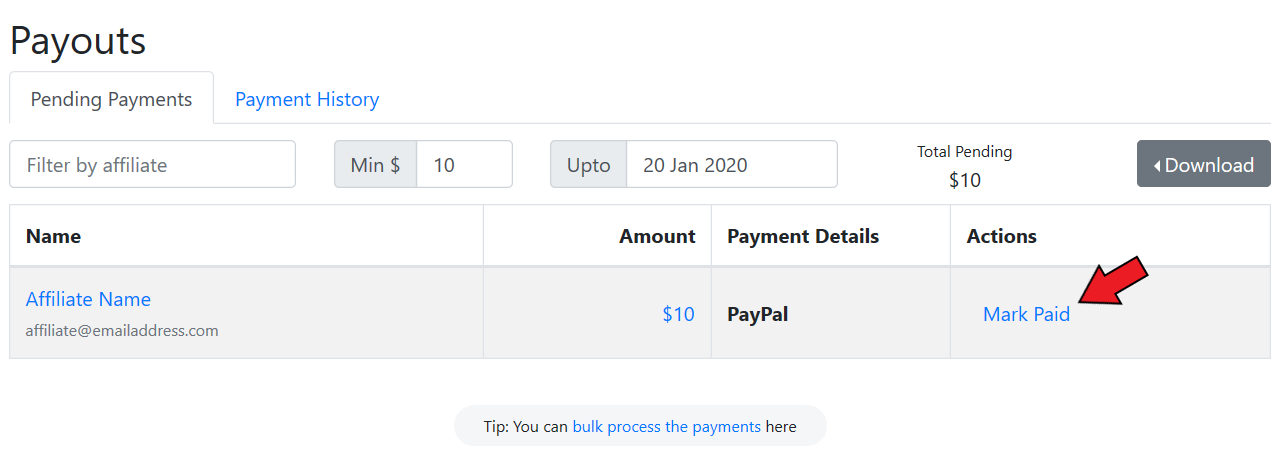 Payouts
Pending Payments Payment History
Filter by affiliate Min $ 10 Upto 20 Jan 2020 Total Pending $10 Download
Name Amount Payment Details Actions
Affiliate Name
affiliate@emailaddress.com
$10 PayPal Mark Paid
Tip: You can bulk process the payments here